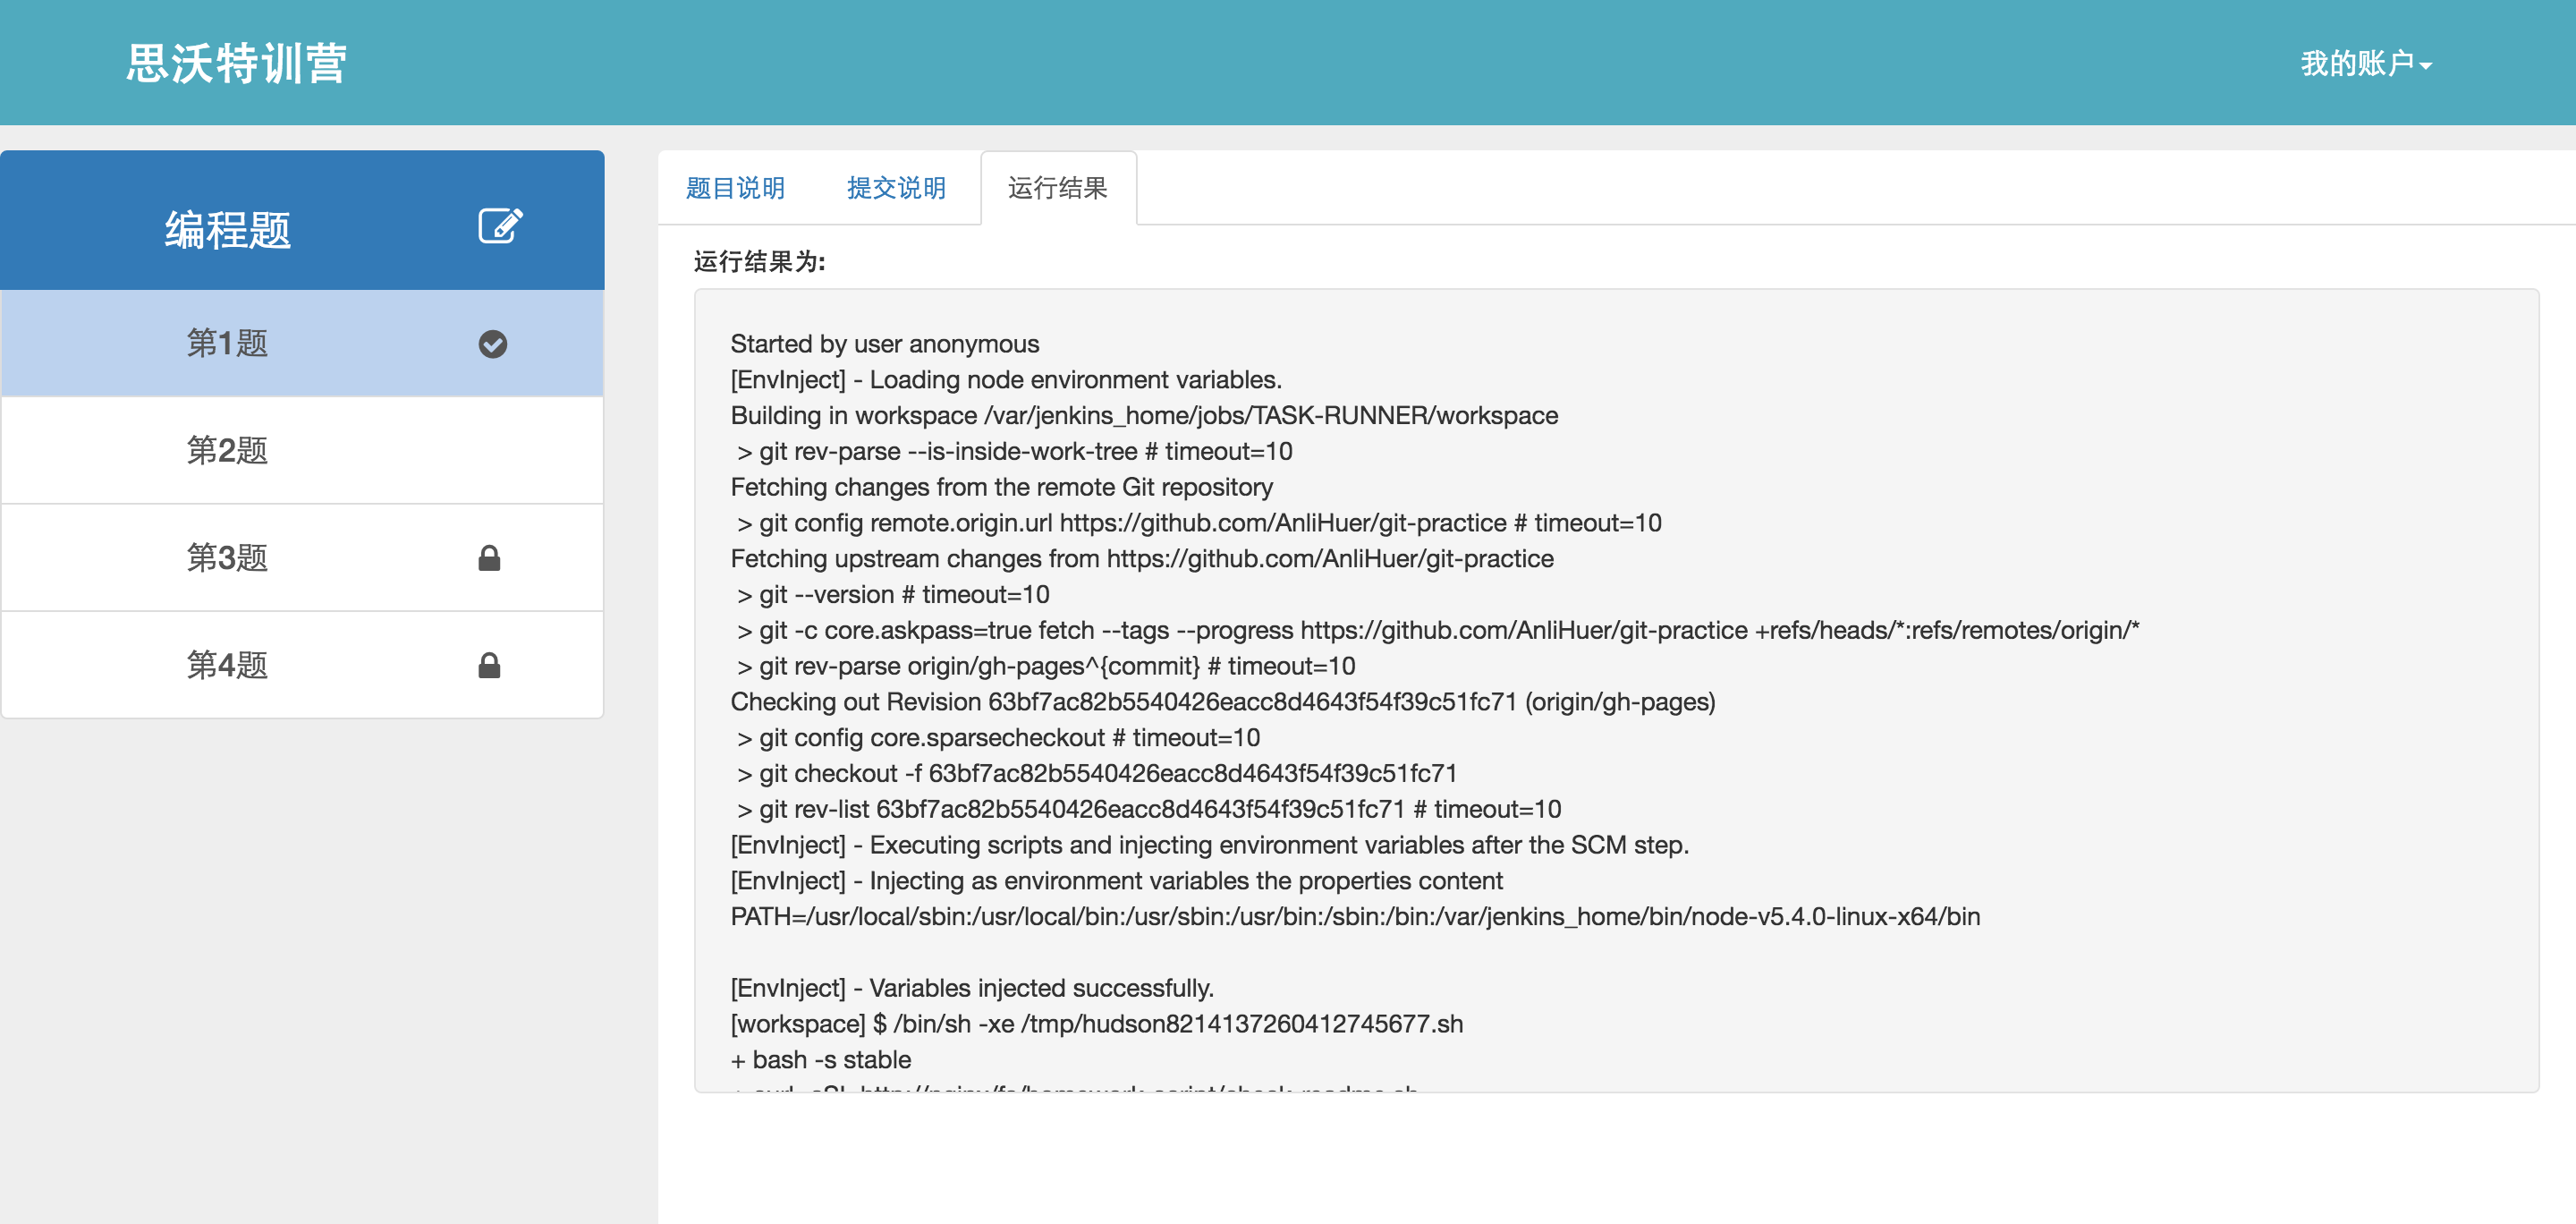 思沃特训营
我的账户
编程题
第1题
第2题
第3题
第4题
题目说明
提交说明
运行结果
运行结果为:
Started by user anonymous
[EnvInject] - Loading node environment variables.
Building in workspace /var/jenkins_home/jobs/TASK-RUNNER/workspace
> git rev-parse --is-inside-work-tree # timeout=10
Fetching changes from the remote Git repository
> git config remote.origin.url https://github.com/AnliHuer/git-practice # timeout=10
Fetching upstream changes from https://github.com/AnliHuer/git-practice
> git --version # timeout=10
> git -c core.askpass=true fetch --tags --progress https://github.com/AnliHuer/git-practice +refs/heads/*:refs/remotes/origin/*
> git rev-parse origin/gh-pages^{commit} # timeout=10
Checking out Revision 63bf7ac82b5540426eacc8d4643f54f39c51fc71 (origin/gh-pages)
> git config core.sparsecheckout # timeout=10
> git checkout -f 63bf7ac82b5540426eacc8d4643f54f39c51fc71
> git rev-list 63bf7ac82b5540426eacc8d4643f54f39c51fc71 # timeout=10
[EnvInject] - Executing scripts and injecting environment variables after the SCM step.
[EnvInject] - Injecting as environment variables the properties content
PATH=/usr/local/sbin:/usr/local/bin:/usr/sbin:/usr/bin:/sbin:/bin:/var/jenkins_home/bin/node-v5.4.0-linux-x64/bin
[EnvInject] - Variables injected successfully.
[workspace] $ /bin/sh -xe /tmp/hudson8214137260412745677.sh
+ bash -s stable